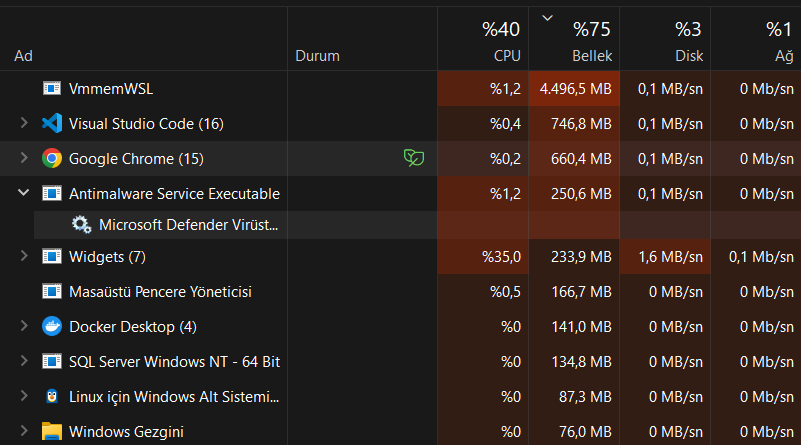 %40 %75 %3 %1
Ad Durum CPU Bellek Disk Ağ
VmmemWSL %1,2 4.496,5 MB 0,1 MB/sn 0 Mb/sn
Visual Studio Code (16) %0,4 746,8 MB 0,1 MB/sn 0 Mb/sn
Google Chrome (15) %0,2 660,4 MB 0,1 MB/sn 0 Mb/sn
Antimalware Service Executable %1,2 250,6 MB 0,1 MB/sn 0 Mb/sn
Microsoft Defender Virüst...
Widgets (7) %35,0 233,9 MB 1,6 MB/sn 0,1 Mb/sn
Masaüstü Pencere Yöneticisi %0,5 166,7 MB 0 MB/sn 0 Mb/sn
Docker Desktop (4) %0 141,0 MB 0 MB/sn 0 Mb/sn
SQL Server Windows NT - 64 Bit %0 134,8 MB 0 MB/sn 0 Mb/sn
Linux için Windows Alt Sistemi... %0 87,3 MB 0 MB/sn 0 Mb/sn
Windows Gezgini %0 76,0 MB 0 MB/sn 0 Mb/sn